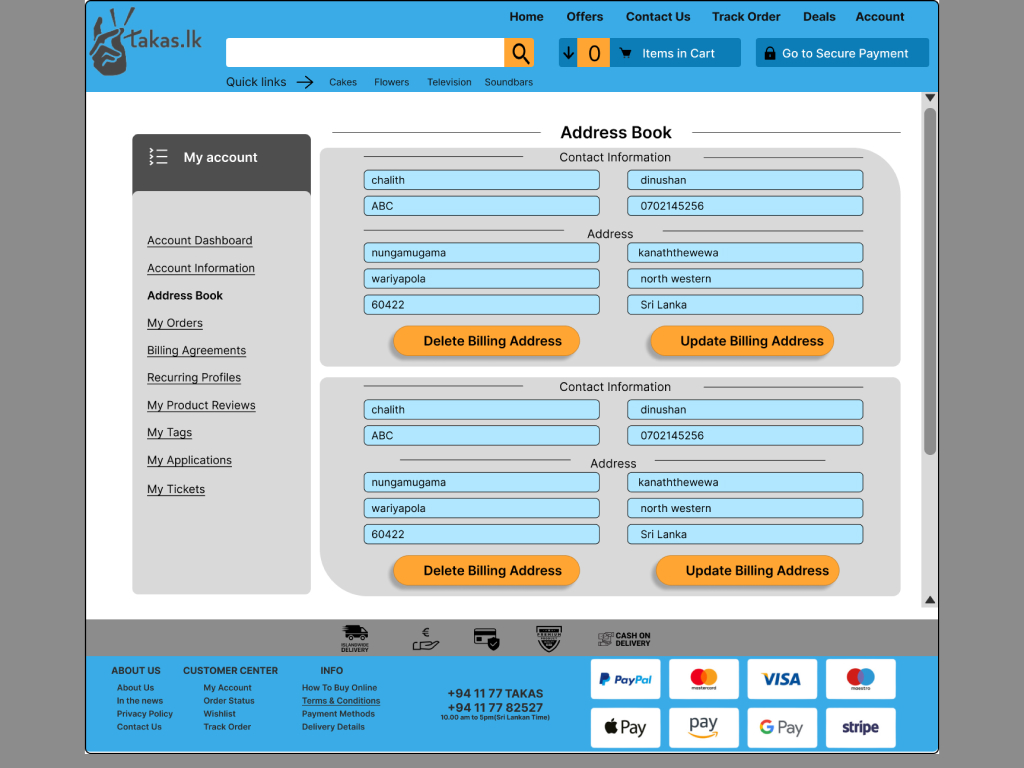 takas.lk
Home Offers Contact Us Track Order Deals Account
0 Items in Cart Go to Secure Payment
Quick links Cakes Flowers Television Soundbars
My account
Account Dashboard
Account Information
Address Book
My Orders
Billing Agreements
Recurring Profiles
My Product Reviews
My Tags
My Applications
My Tickets
Address Book
Contact Information
chalith dinushan
ABC 0702145256
Address
nungamugama kanaththewewa
wariyapola north western
60422 Sri Lanka
Delete Billing Address Update Billing Address
Contact Information
chalith dinushan
ABC 0702145256
Address
nungamugama kanaththewewa
wariyapola north western
60422 Sri Lanka
Delete Billing Address Update Billing Address
ISLANDWIDE
DELIVERY
€
PREMIUM
CASH ON
DELIVERY
ABOUT US
About Us
In the news
Privacy Policy
Contact Us
CUSTOMER CENTER
My Account
Order Status
Wishlist
Track Order
INFO
How To Buy Online
Terms & Conditions
Payment Methods
Delivery Details
+94 11 77 TAKAS
+94 11 77 82527
10.00 am to 5pm(Sri Lankan Time)
PayPal mastercard VISA maestro
Pay pay G Pay stripe